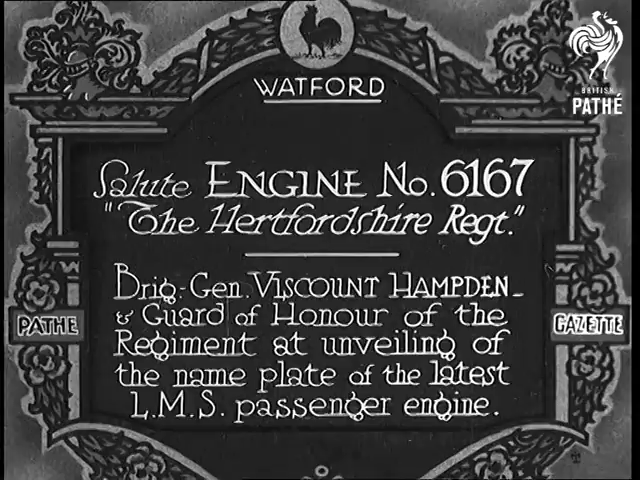 WATFORD
BRITISH
PATHÉ
Salute ENGINE No. 6167
"The Hertfordshire Regt."
Brig: Gen. VISCOUNT HAMPDEN_
& Guard of Honour of the
PATHE
GAZETTE
Regiment at unveiling of
the name plate of the latest
L.M.S. passenger engine.